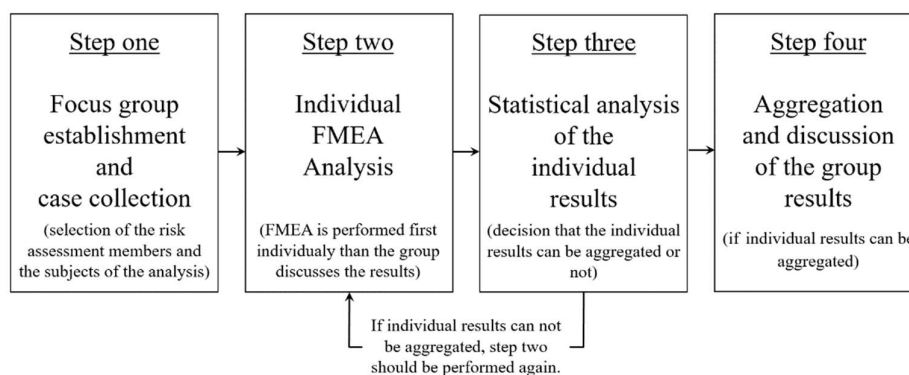 Step one
Focus group
establishment
and
case collection
(selection of the risk
assessment members and
the subjects of the analysis)
Step two
Individual
FMEA
Analysis
(FMEA is performed first
individualy than the group
discusses the results)
Step three
Statistical analysis
of the
individual
results
(decision that the individual
results can be aggregated or
not)
Step four
Aggregation
and discussion
of the group
results
(if individual results can be
aggregated)
If individual results can not
be aggregated, step two
should be performed again.